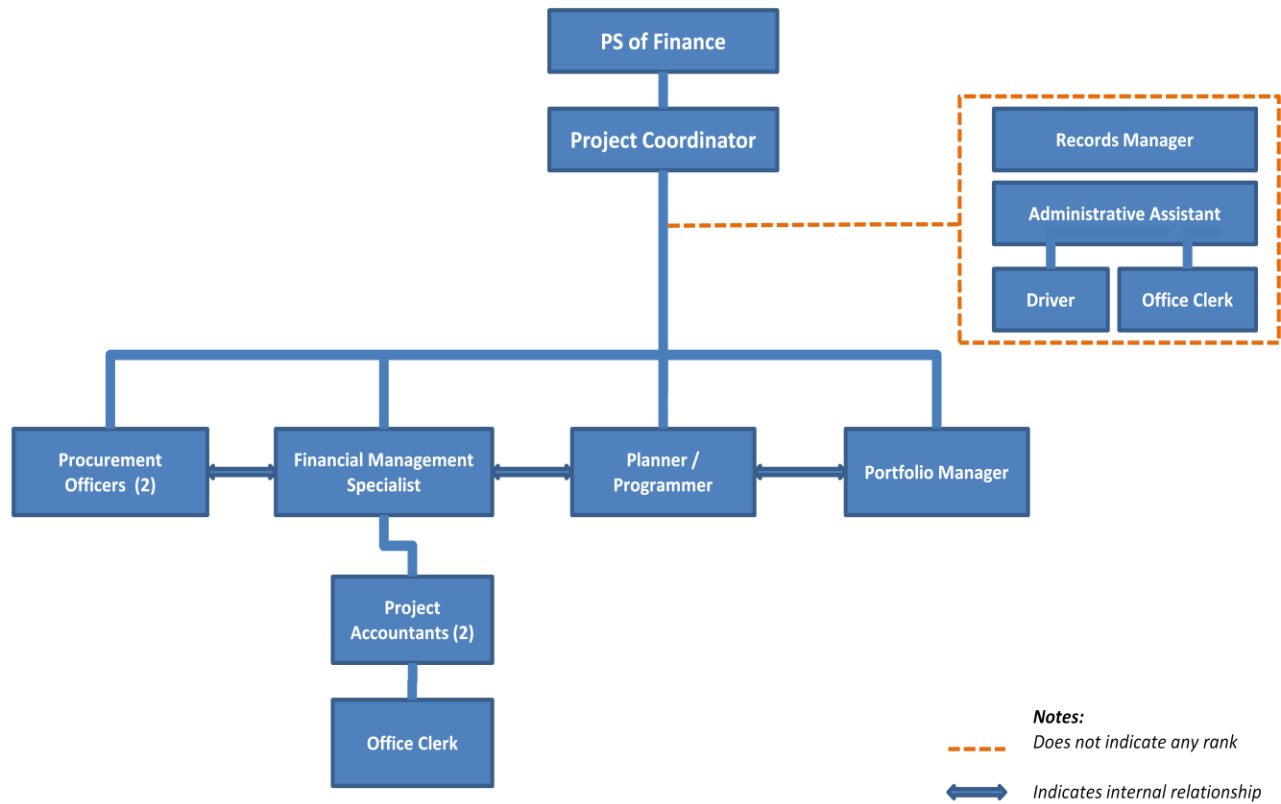 PS of Finance
Project Coordinator
Records Manager
Administrative Assistant
Driver
Office Clerk
Procurement
Officers (2)
Financial Management
Specialist
Planner /
Programmer
Portfolio Manager
Project
Accountants (2)
Office Clerk
Notes:
Does not indicate any rank
Indicates internal relationship